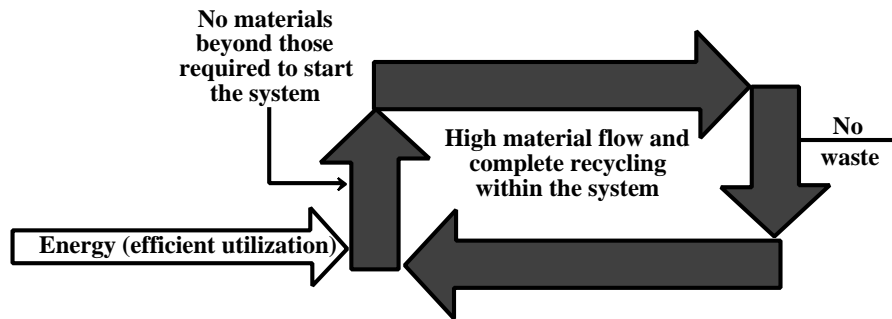 No materials
beyond those
required to start
the system
High material flow and
complete recycling
within the system
No
waste
Energy (efficient utilization)